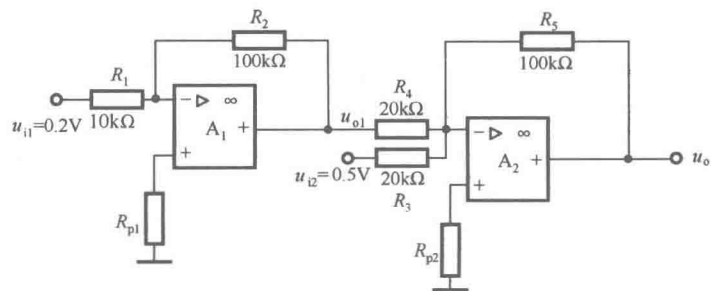 R₂
100kΩ
R₁
10kΩ
uᵢ₁=0.2V
− ▷ ∞
A₁
+
+
Rₚ₁
uₒ₁
R₄
20kΩ
uᵢ₂=0.5V
20kΩ
R₃
R₅
100kΩ
− ▷ ∞
A₂
+
+
Rₚ₂
uₒ